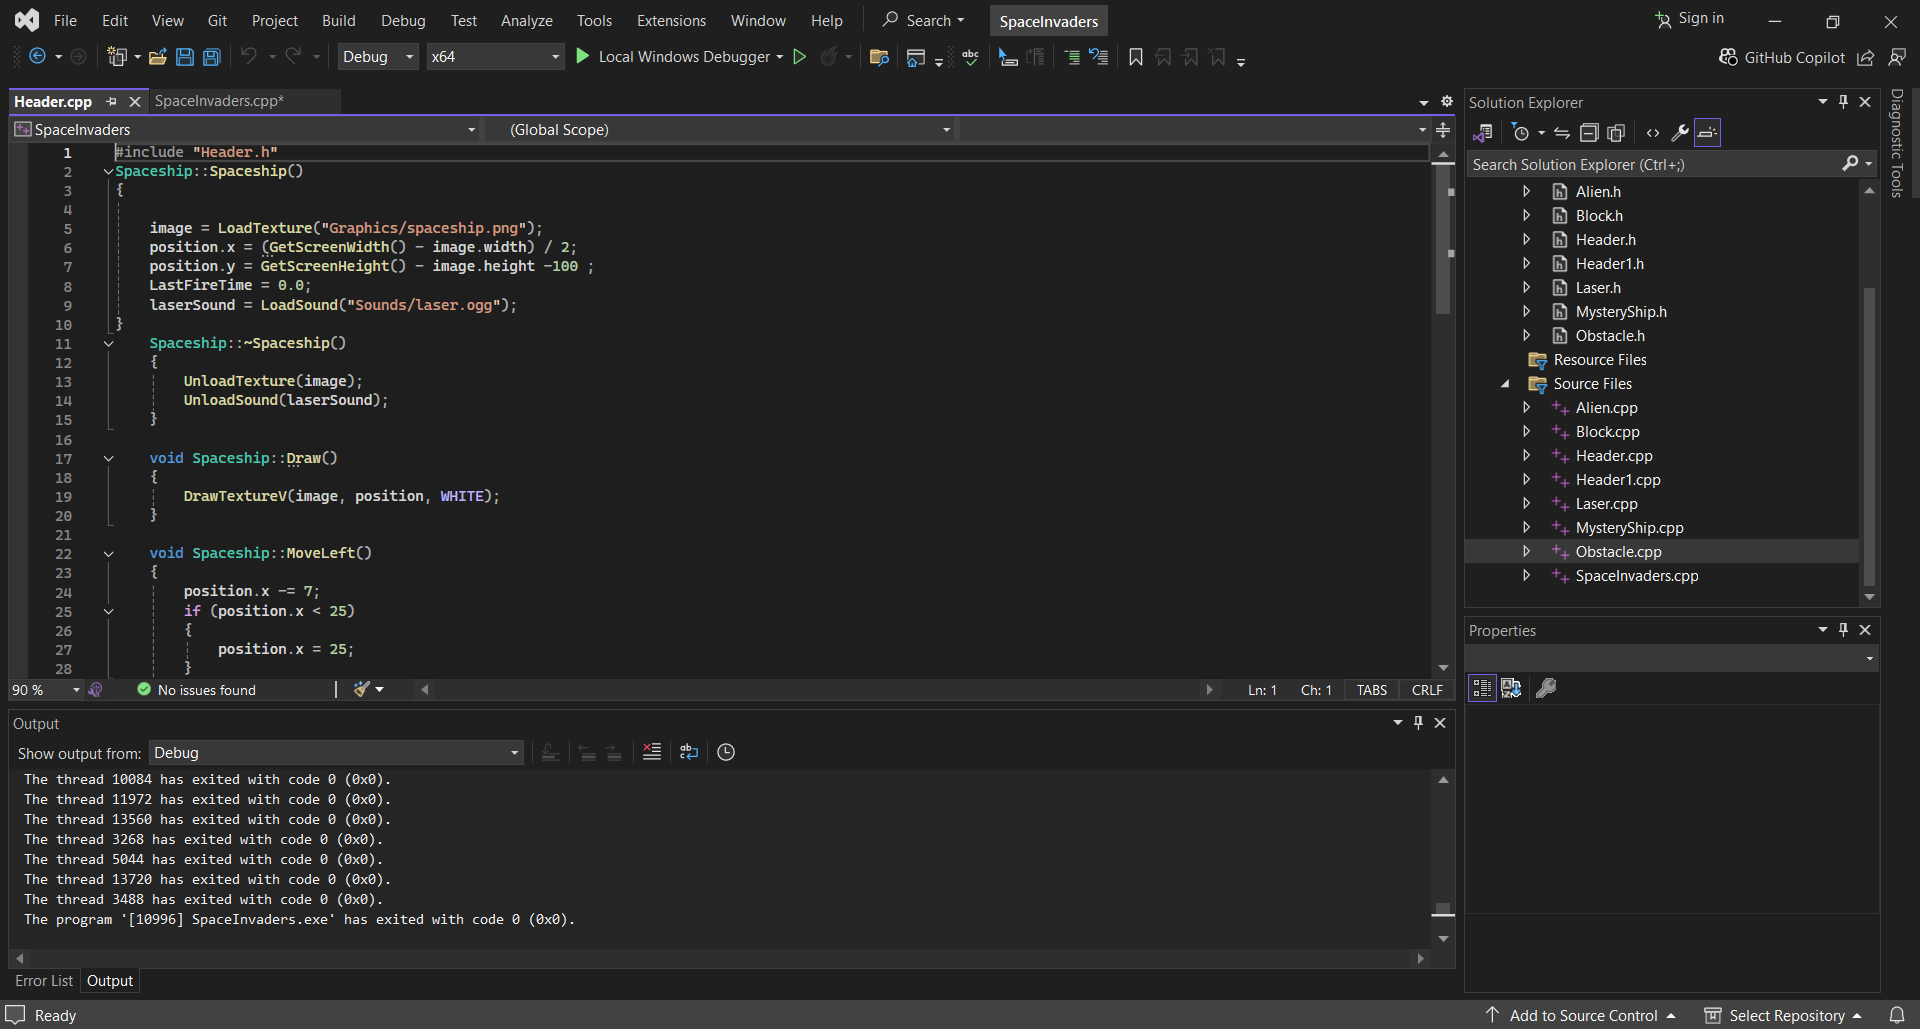 File Edit View Git Project Build Debug Test Analyze Tools Extensions Window Help Search SpaceInvaders Sign in
Debug x64 Local Windows Debugger abc GitHub Copilot
Header.cpp SpaceInvaders.cpp*
SpaceInvaders (Global Scope)
1 #include "Header.h"
2 Spaceship::Spaceship()
3 {
4
5 image = LoadTexture("Graphics/spaceship.png");
6 position.x = (GetScreenWidth() - image.width) / 2;
7 position.y = GetScreenHeight() - image.height -100 ;
8 LastFireTime = 0.0;
9 laserSound = LoadSound("Sounds/laser.ogg");
10 }
11 Spaceship::~Spaceship()
12 {
13 UnloadTexture(image);
14 UnloadSound(laserSound);
15 }
16
17 void Spaceship::Draw()
18 {
19 DrawTextureV(image, position, WHITE);
20 }
21
22 void Spaceship::MoveLeft()
23 {
24 position.x -= 7;
25 if (position.x < 25)
26 {
27 position.x = 25;
28 }
90 % No issues found Ln: 1 Ch: 1 TABS CRLF
Output
Show output from: Debug
The thread 10084 has exited with code 0 (0x0).
The thread 11972 has exited with code 0 (0x0).
The thread 13560 has exited with code 0 (0x0).
The thread 3268 has exited with code 0 (0x0).
The thread 5044 has exited with code 0 (0x0).
The thread 13720 has exited with code 0 (0x0).
The thread 3488 has exited with code 0 (0x0).
The program '[10996] SpaceInvaders.exe' has exited with code 0 (0x0).
Error List Output
Solution Explorer
Search Solution Explorer (Ctrl+;)
Alien.h
Block.h
Header.h
Header1.h
Laser.h
MysteryShip.h
Obstacle.h
Resource Files
Source Files
Alien.cpp
Block.cpp
Header.cpp
Header1.cpp
Laser.cpp
MysteryShip.cpp
Obstacle.cpp
SpaceInvaders.cpp
Properties
Diagnostic Tools
Ready Add to Source Control Select Repository